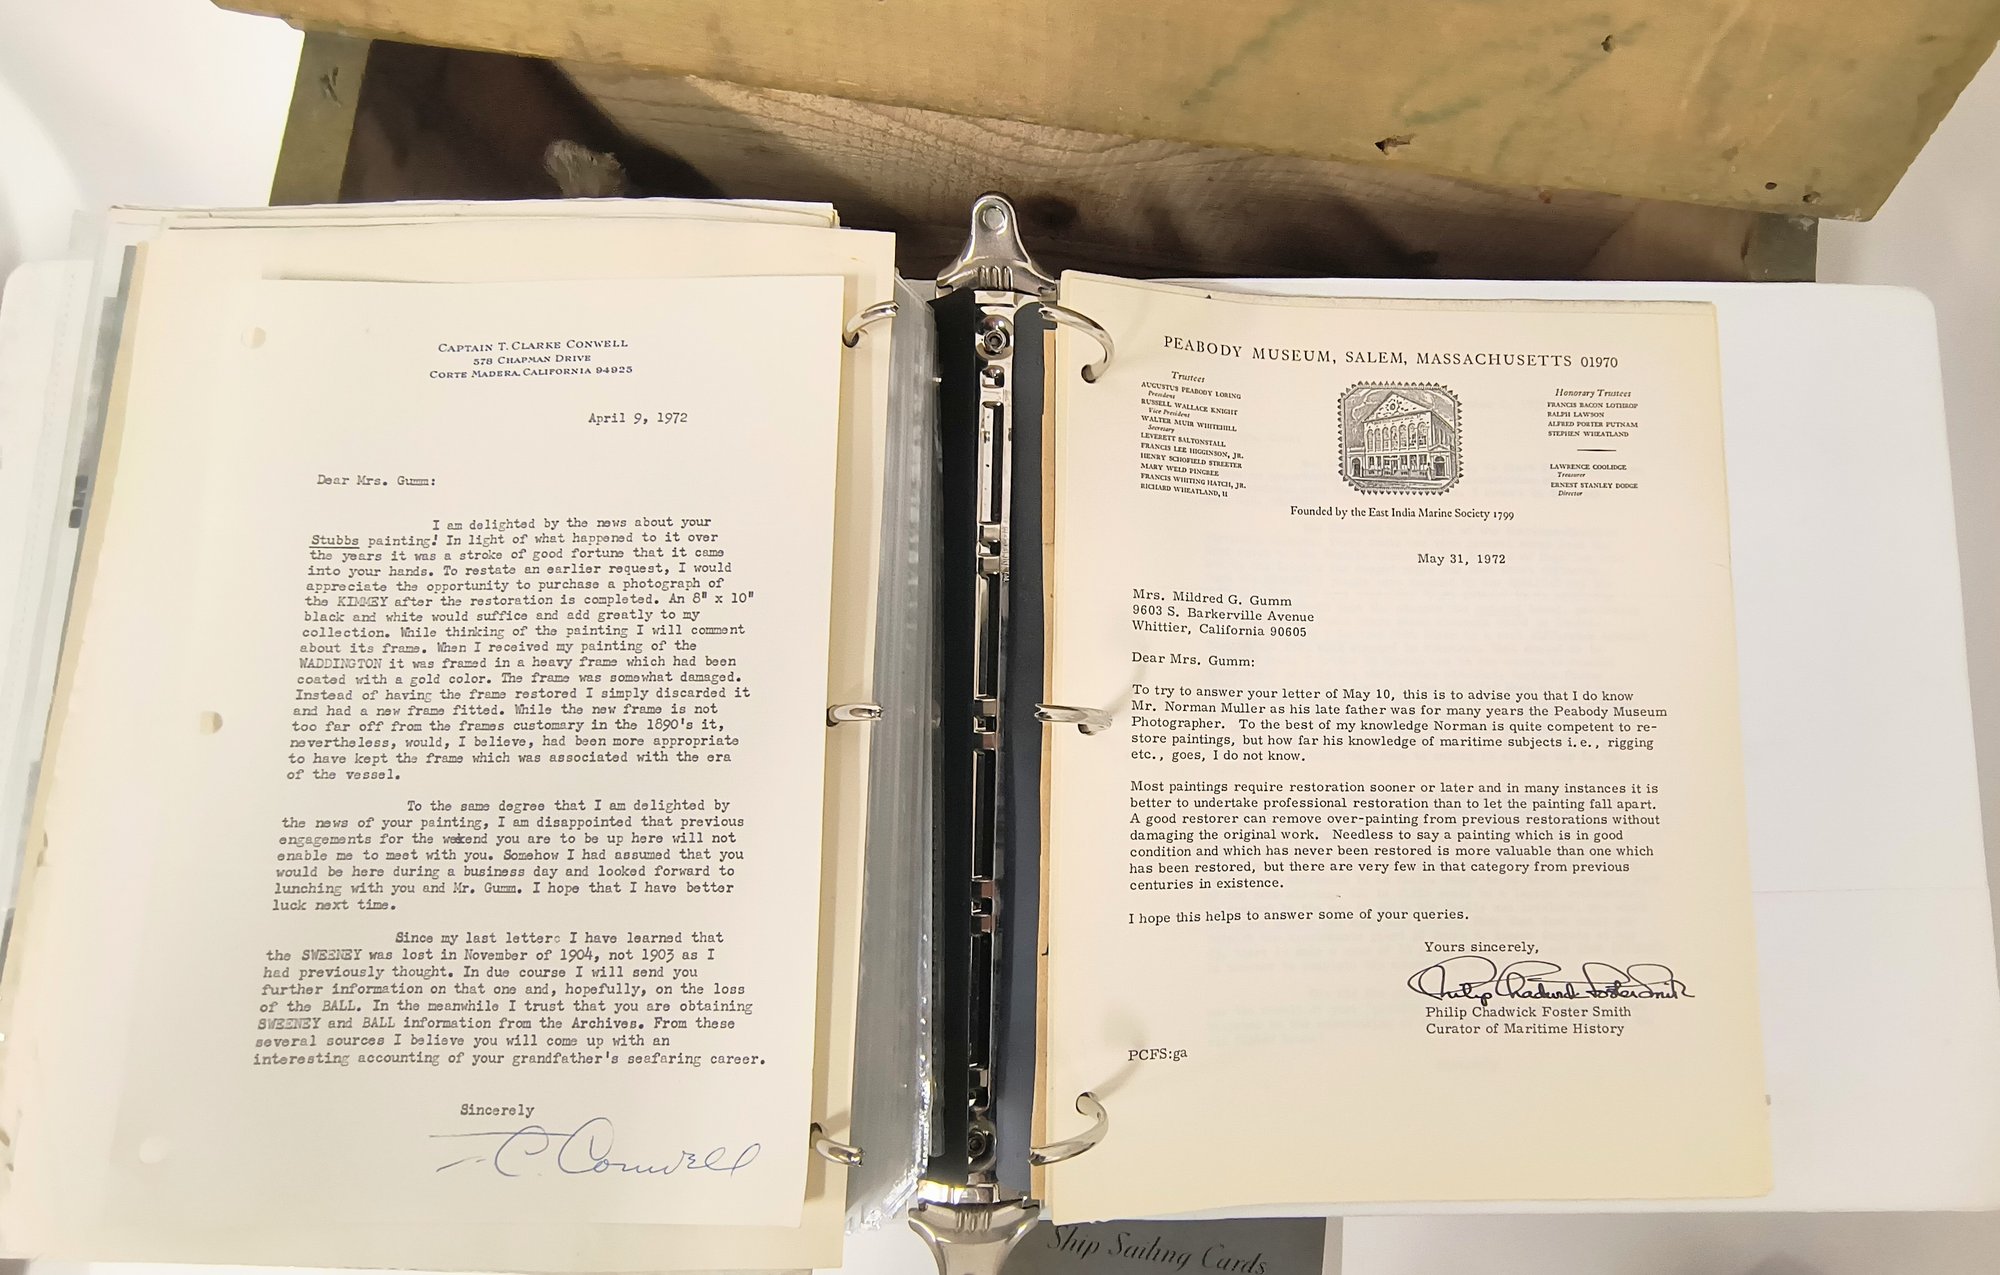 CAPTAIN T. CLARKE CONWELL
578 CHAPMAN DRIVE
CORTE MADERA, CALIFORNIA 94925
April 9, 1972
Dear Mrs. Gumm:
I am delighted by the news about your
Stubbs painting! In light of what happened to it over
the years it was a stroke of good fortune that it came
into your hands. To restate an earlier request, I would
appreciate the opportunity to purchase a photograph of
the KIMMEY after the restoration is completed. An 8" x 10"
black and white would suffice and add greatly to my
collection. While thinking of the painting I will comment
about its frame. When I received my painting of the
WADDINGTON it was framed in a heavy frame which had been
coated with a gold color. The frame was somewhat damaged.
Instead of having the frame restored I simply discarded it
and had a new frame fitted. While the new frame is not
too far off from the frames customary in the 1890's it,
nevertheless, would, I believe, had been more appropriate
to have kept the frame which was associated with the era
of the vessel.
To the same degree that I am delighted by
the news of your painting, I am disappointed that previous
engagements for the wekend you are to be up here will not
enable me to meet with you. Somehow I had assumed that you
would be here during a business day and looked forward to
lunching with you and Mr. Gumm. I hope that I have better
luck next time.
Since my last letter: I have learned that
the SWEENEY was lost in November of 1904, not 1903 as I
had previously thought. In due course I will send you
further information on that one and, hopefully, on the loss
of the BALL. In the meanwhile I trust that you are obtaining
SWEENEY and BALL information from the Archives. From these
several sources I believe you will come up with an
interesting accounting of your grandfather's seafaring career.
Sincerely
T. C. Conwell
PEABODY MUSEUM, SALEM, MASSACHUSETTS 01970
Trustees
AUGUSTUS PEABODY LORING
President
RUSSELL WALLACE KNIGHT
Vice President
WALTER MUIR WHITEHILL
Secretary
LEVERETT SALTONSTALL
FRANCIS LEE HIGGINSON, JR.
HENRY SCHOFIELD STREETER
MARY WELD PINGREE
FRANCIS WHITING HATCH, JR.
RICHARD WHEATLAND, II
Honorary Trustees
FRANCIS BACON LOTHROP
RALPH LAWSON
ALFRED PORTER PUTNAM
STEPHEN WHEATLAND
LAWRENCE COOLIDGE
Treasurer
ERNEST STANLEY DODGE
Director
Founded by the East India Marine Society 1799
May 31, 1972
Mrs. Mildred G. Gumm
9603 S. Barkerville Avenue
Whittier, California 90605
Dear Mrs. Gumm:
To try to answer your letter of May 10, this is to advise you that I do know
Mr. Norman Muller as his late father was for many years the Peabody Museum
Photographer. To the best of my knowledge Norman is quite competent to re-
store paintings, but how far his knowledge of maritime subjects i.e., rigging
etc., goes, I do not know.
Most paintings require restoration sooner or later and in many instances it is
better to undertake professional restoration than to let the painting fall apart.
A good restorer can remove over-painting from previous restorations without
damaging the original work. Needless to say a painting which is in good
condition and which has never been restored is more valuable than one which
has been restored, but there are very few in that category from previous
centuries in existence.
I hope this helps to answer some of your queries.
Yours sincerely,
Philip Chadwick Foster Smith
Philip Chadwick Foster Smith
Curator of Maritime History
PCFS:ga
Ship Sailing Cards